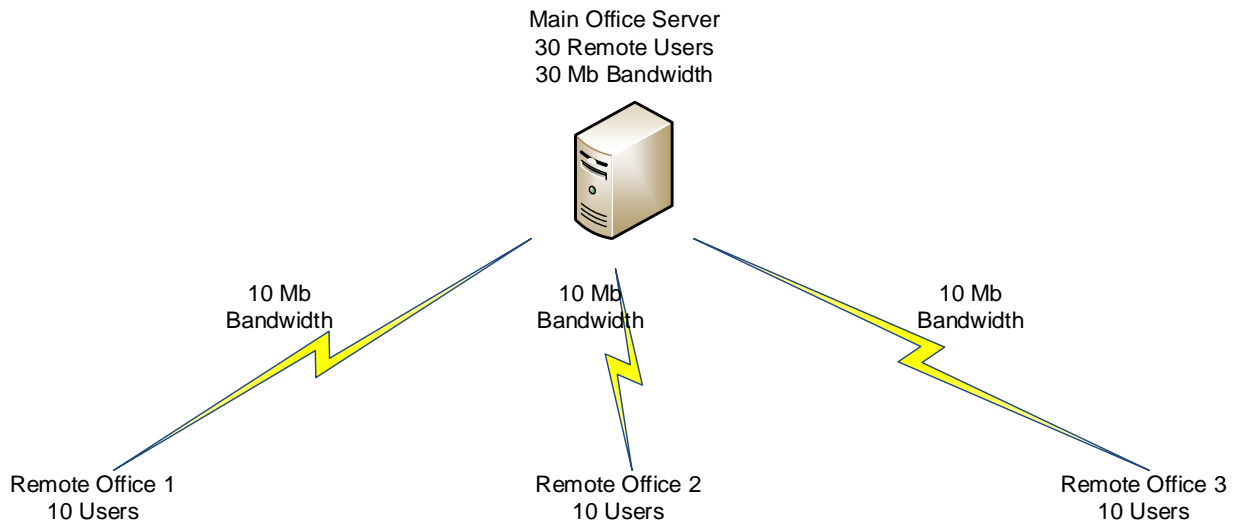 Main Office Server
30 Remote Users
30 Mb Bandwidth
10 Mb
Bandwidth
10 Mb
Bandwidth
10 Mb
Bandwidth
Remote Office 1
10 Users
Remote Office 2
10 Users
Remote Office 3
10 Users